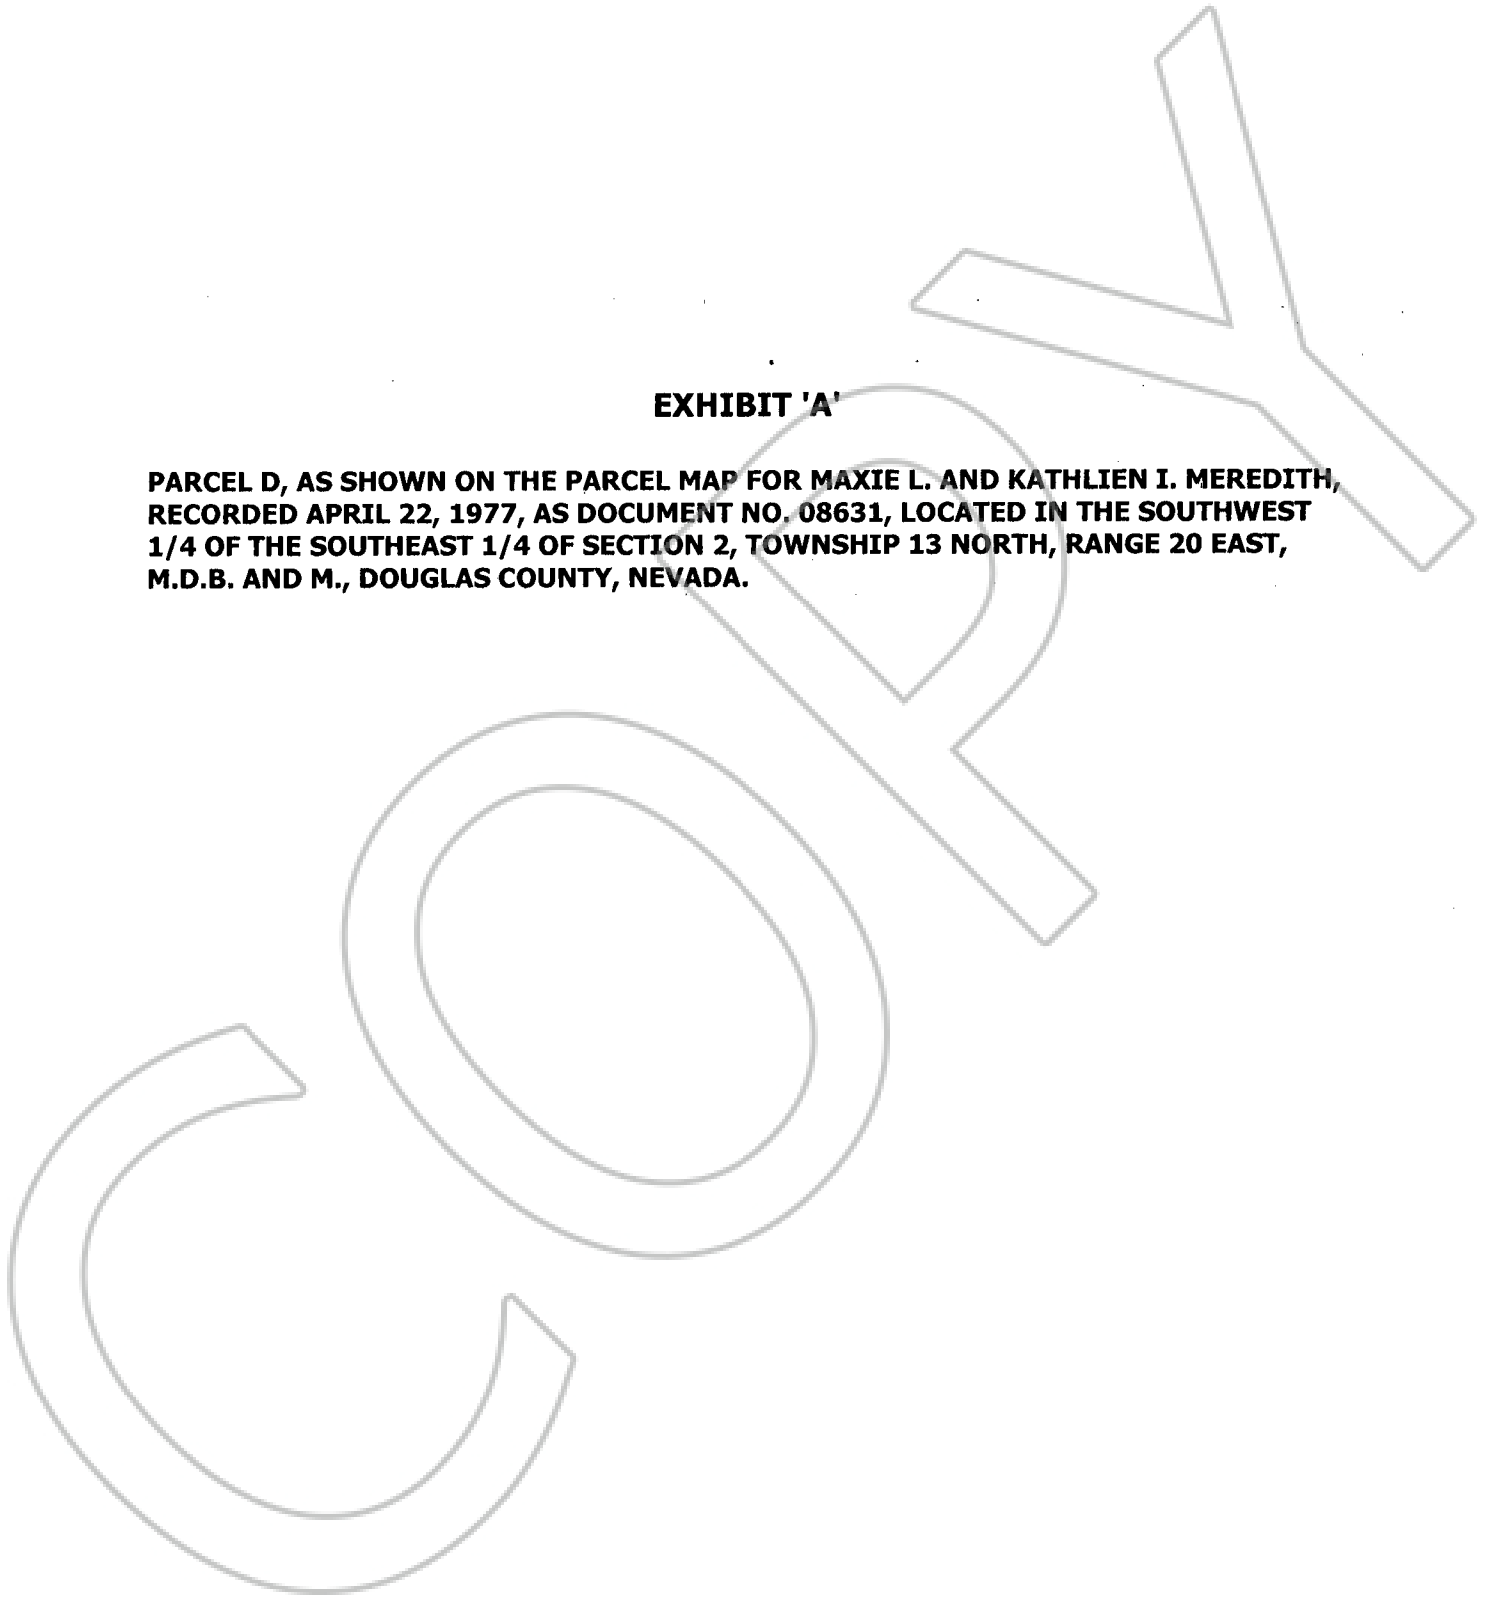 EXHIBIT 'A'
PARCEL D, AS SHOWN ON THE PARCEL MAP FOR MAXIE L. AND KATHLIEN I. MEREDITH,
RECORDED APRIL 22, 1977, AS DOCUMENT NO. 08631, LOCATED IN THE SOUTHWEST
1/4 OF THE SOUTHEAST 1/4 OF SECTION 2, TOWNSHIP 13 NORTH, RANGE 20 EAST,
M.D.B. AND M., DOUGLAS COUNTY, NEVADA.
COPY